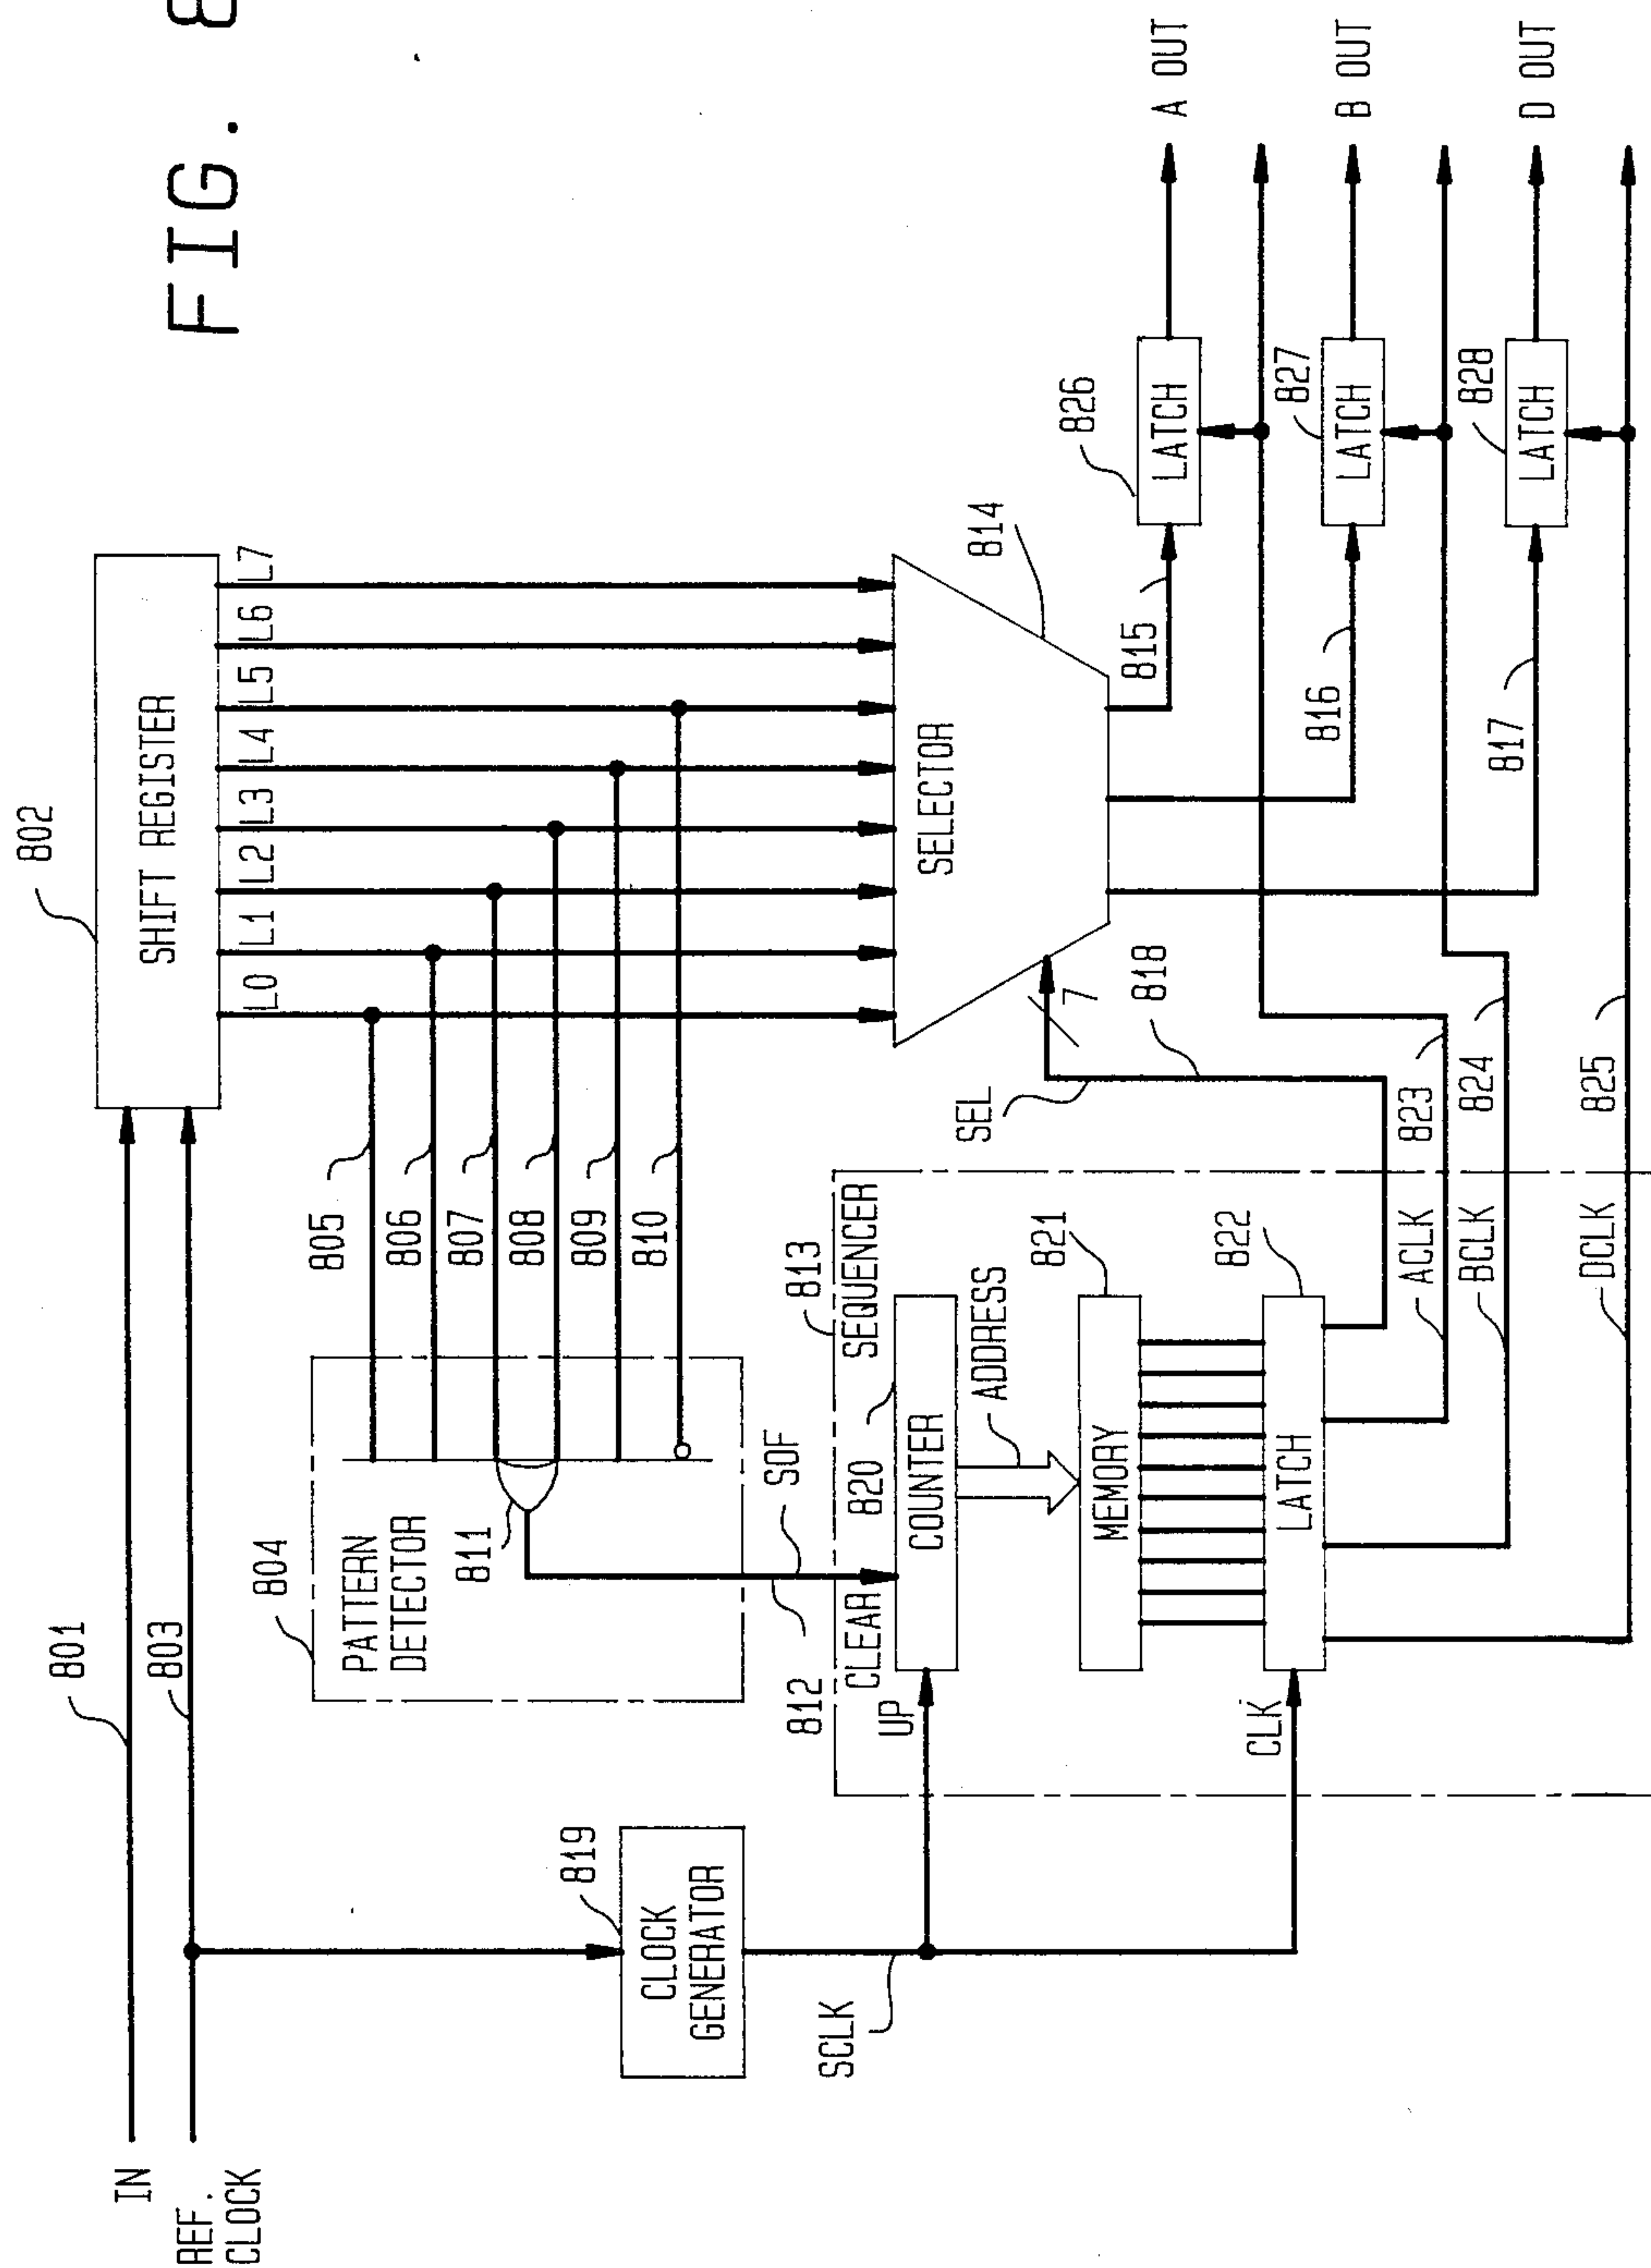 FIG. 8
IN
801
REF.
CLOCK
803
802
SHIFT REGISTER
L0
L1
L2
L3
L4
L5
L6
L7
804
PATTERN
DETECTOR
811
805
806
807
808
809
810
SOF
812
819
CLOCK
GENERATOR
SCLK
813
SEQUENCER
CLEAR
820
UP
COUNTER
ADDRESS
821
MEMORY
822
LATCH
CLK
SELECTOR
814
7
SEL
818
815
816
817
ACLK
823
BCLK
824
DCLK
825
826
LATCH
A OUT
827
LATCH
B OUT
828
LATCH
D OUT